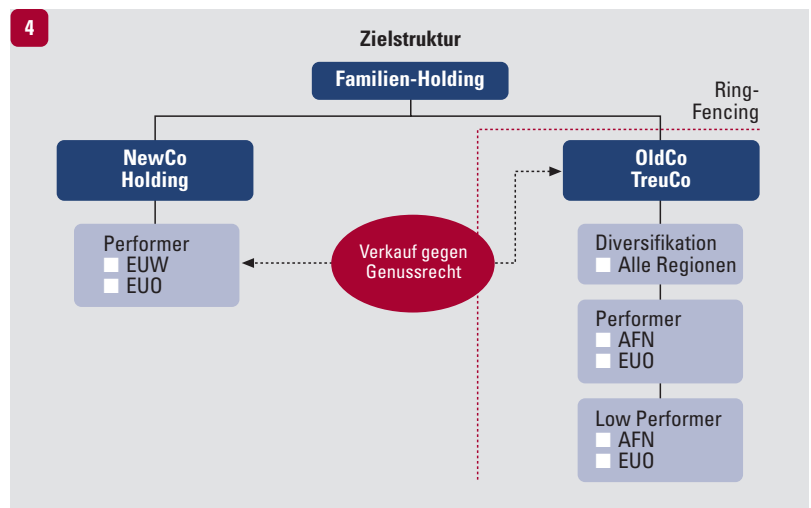 4
Zielstruktur
Familien-Holding
Ring-
Fencing
NewCo
Holding
OldCo
TreuCo
Performer
EUW
EUO
Verkauf gegen
Genussrecht
Diversifikation
Alle Regionen
Performer
AFN
EUO
Low Performer
AFN
EUO